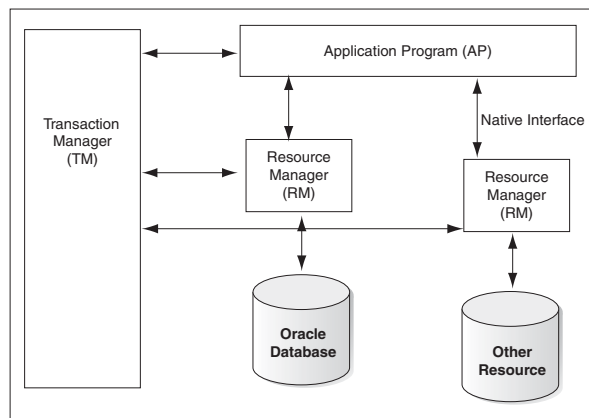 Application Program (AP)
Transaction
Manager
(TM)
Native Interface
Resource
Manager
(RM)
Resource
Manager
(RM)
Oracle
Database
Other
Resource